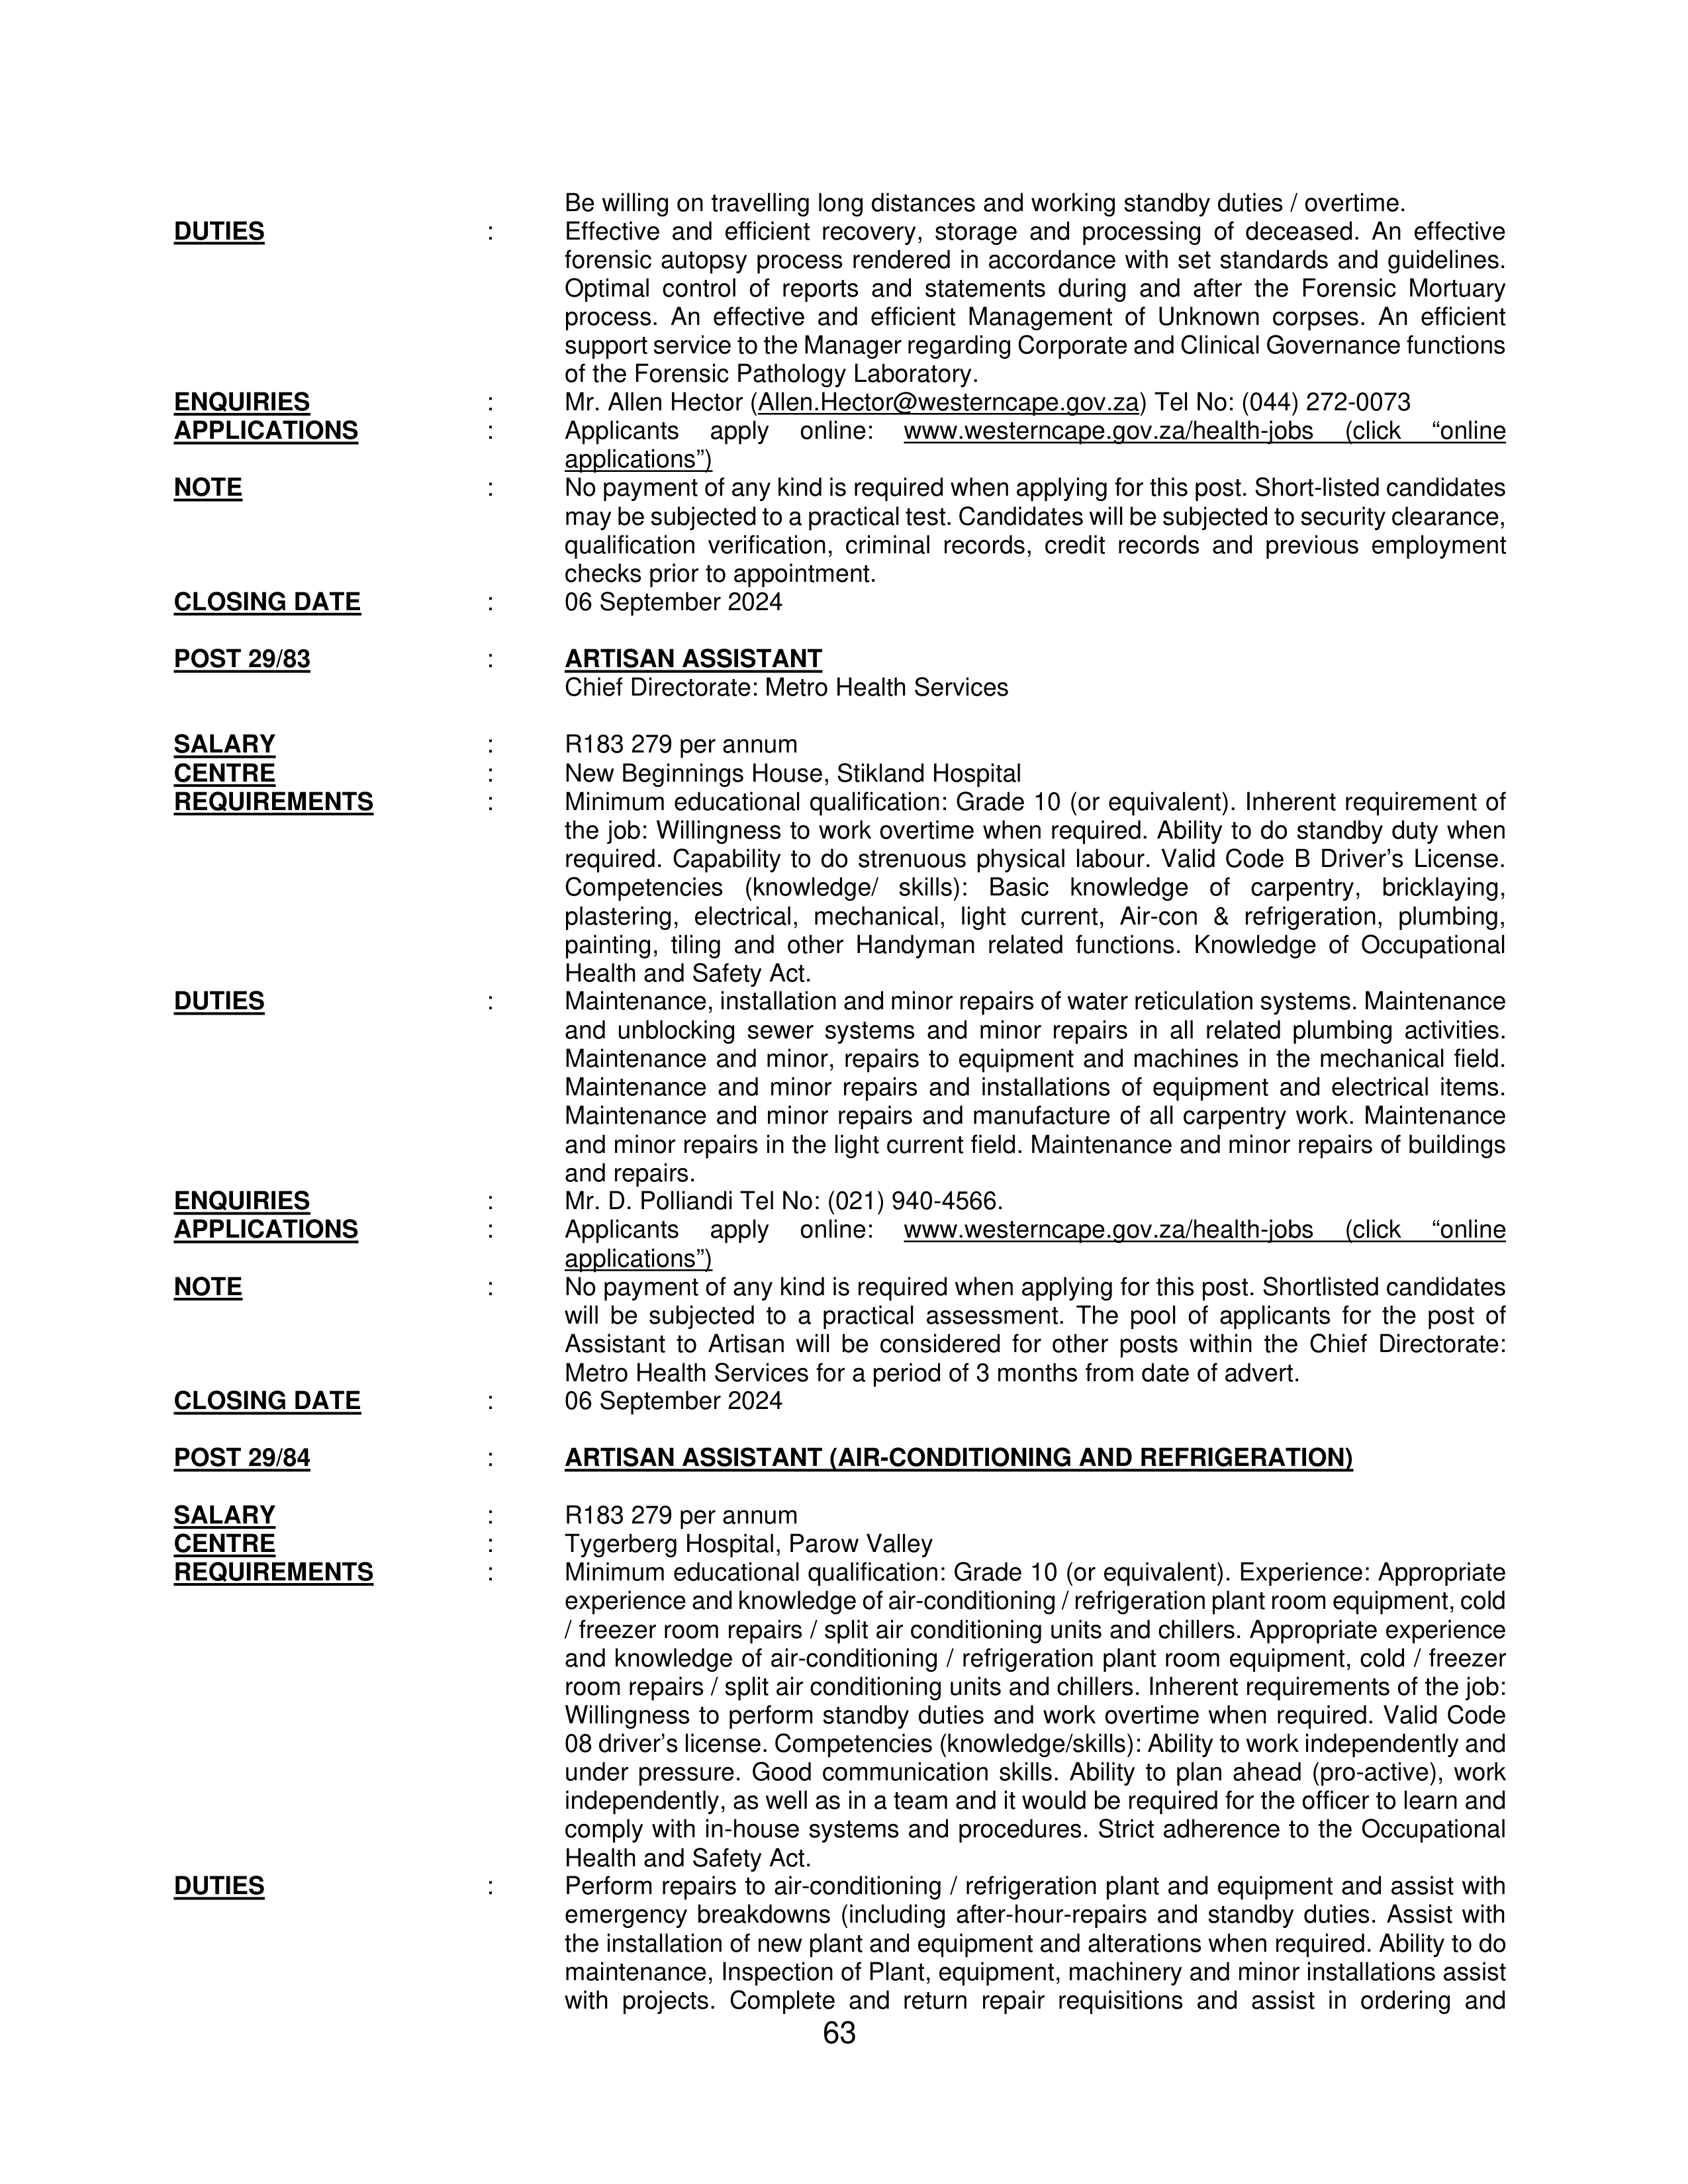 Be willing on travelling long distances and working standby duties / overtime.
DUTIES : Effective and efficient recovery, storage and processing of deceased. An effective
forensic autopsy process rendered in accordance with set standards and guidelines.
Optimal control of reports and statements during and after the Forensic Mortuary
process. An effective and efficient Management of Unknown corpses. An efficient
support service to the Manager regarding Corporate and Clinical Governance functions
of the Forensic Pathology Laboratory.
ENQUIRIES : Mr. Allen Hector (Allen.Hector@westerncape.gov.za) Tel No: (044) 272-0073
APPLICATIONS : Applicants apply online: www.westerncape.gov.za/health-jobs (click “online
applications”)
NOTE : No payment of any kind is required when applying for this post. Short-listed candidates
may be subjected to a practical test. Candidates will be subjected to security clearance,
qualification verification, criminal records, credit records and previous employment
checks prior to appointment.
CLOSING DATE : 06 September 2024
POST 29/83 : ARTISAN ASSISTANT
Chief Directorate: Metro Health Services
SALARY : R183 279 per annum
CENTRE : New Beginnings House, Stikland Hospital
REQUIREMENTS : Minimum educational qualification: Grade 10 (or equivalent). Inherent requirement of
the job: Willingness to work overtime when required. Ability to do standby duty when
required. Capability to do strenuous physical labour. Valid Code B Driver’s License.
Competencies (knowledge/ skills): Basic knowledge of carpentry, bricklaying,
plastering, electrical, mechanical, light current, Air-con & refrigeration, plumbing,
painting, tiling and other Handyman related functions. Knowledge of Occupational
Health and Safety Act.
DUTIES : Maintenance, installation and minor repairs of water reticulation systems. Maintenance
and unblocking sewer systems and minor repairs in all related plumbing activities.
Maintenance and minor, repairs to equipment and machines in the mechanical field.
Maintenance and minor repairs and installations of equipment and electrical items.
Maintenance and minor repairs and manufacture of all carpentry work. Maintenance
and minor repairs in the light current field. Maintenance and minor repairs of buildings
and repairs.
ENQUIRIES : Mr. D. Polliandi Tel No: (021) 940-4566.
APPLICATIONS : Applicants apply online: www.westerncape.gov.za/health-jobs (click “online
applications”)
NOTE : No payment of any kind is required when applying for this post. Shortlisted candidates
will be subjected to a practical assessment. The pool of applicants for the post of
Assistant to Artisan will be considered for other posts within the Chief Directorate:
Metro Health Services for a period of 3 months from date of advert.
CLOSING DATE : 06 September 2024
POST 29/84 : ARTISAN ASSISTANT (AIR-CONDITIONING AND REFRIGERATION)
SALARY : R183 279 per annum
CENTRE : Tygerberg Hospital, Parow Valley
REQUIREMENTS : Minimum educational qualification: Grade 10 (or equivalent). Experience: Appropriate
experience and knowledge of air-conditioning / refrigeration plant room equipment, cold
/ freezer room repairs / split air conditioning units and chillers. Appropriate experience
and knowledge of air-conditioning / refrigeration plant room equipment, cold / freezer
room repairs / split air conditioning units and chillers. Inherent requirements of the job:
Willingness to perform standby duties and work overtime when required. Valid Code
08 driver’s license. Competencies (knowledge/skills): Ability to work independently and
under pressure. Good communication skills. Ability to plan ahead (pro-active), work
independently, as well as in a team and it would be required for the officer to learn and
comply with in-house systems and procedures. Strict adherence to the Occupational
Health and Safety Act.
DUTIES : Perform repairs to air-conditioning / refrigeration plant and equipment and assist with
emergency breakdowns (including after-hour-repairs and standby duties. Assist with
the installation of new plant and equipment and alterations when required. Ability to do
maintenance, Inspection of Plant, equipment, machinery and minor installations assist
with projects. Complete and return repair requisitions and assist in ordering and
63